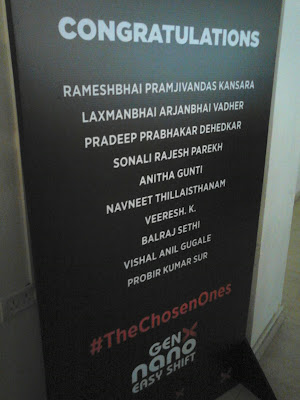 CONGRATULATIONS
RAMESHBHAI PRAMJIVANDAS KANSARA
LAXMANBHAI ARJANBHAI VADHER
PRADEEP PRABHAKAR DEHEDKAR
SONALI RAJESH PAREKH
ANITHA GUNTI
NAVNEET THILLAISTHANAM
VEERESH. K.
BALRAJ SETHI
VISHAL ANIL GUGALE
PROBIR KUMAR SUR
#TheChosenOnes
GEN X
nano
EASY SHIFT